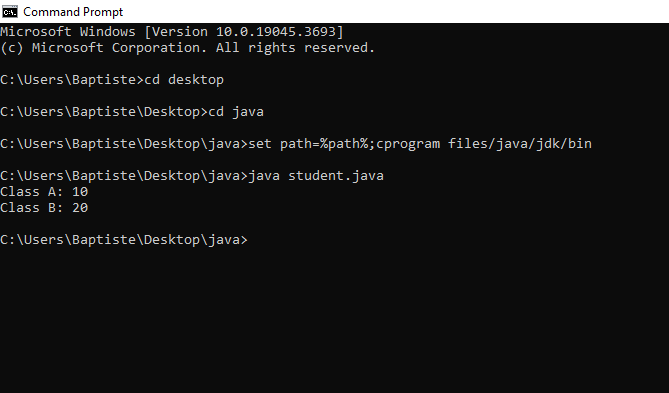 Command Prompt
Microsoft Windows [Version 10.0.19045.3693]
(c) Microsoft Corporation. All rights reserved.
C:\Users\Baptiste>cd desktop
C:\Users\Baptiste\Desktop>cd java
C:\Users\Baptiste\Desktop\java>set path=%path%;cprogram files/java/jdk/bin
C:\Users\Baptiste\Desktop\java>java student.java
Class A: 10
Class B: 20
C:\Users\Baptiste\Desktop\java>